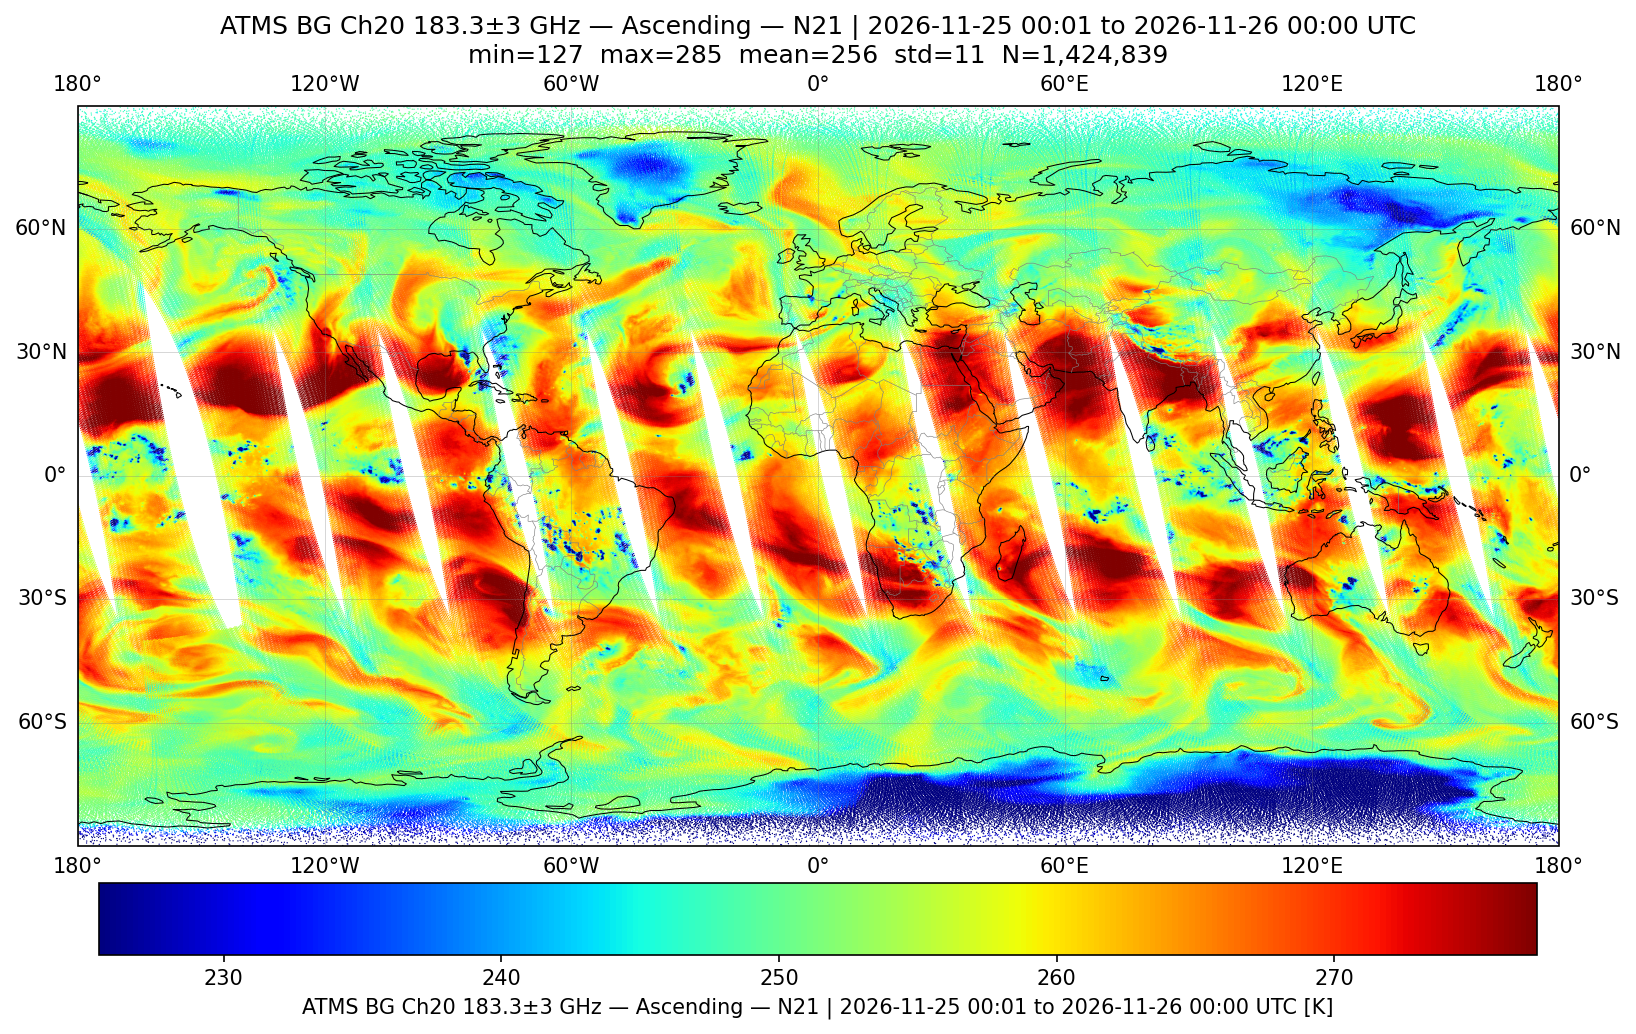 ATMS BG Ch20 183.3±3 GHz — Ascending — N21 | 2026-11-25 00:01 to 2026-11-26 00:00 UTC
min=127 max=285 mean=256 std=11 N=1,424,839
180° 120°W 60°W 0° 60°E 120°E 180°
60°N 60°N
30°N 30°N
0° 0°
30°S 30°S
60°S 60°S
180° 120°W 60°W 0° 60°E 120°E 180°
230 240 250 260 270
ATMS BG Ch20 183.3±3 GHz — Ascending — N21 | 2026-11-25 00:01 to 2026-11-26 00:00 UTC [K]